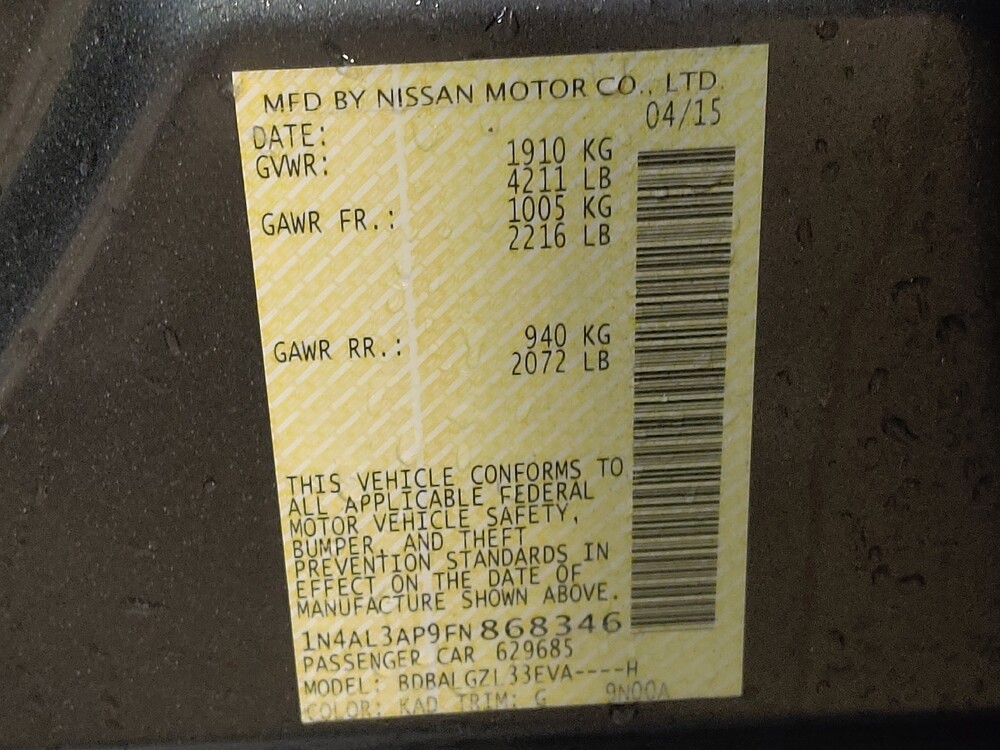 MFD BY NISSAN MOTOR CO., LTD.
DATE: 04/15
GVWR: 1910 KG
4211 LB
GAWR FR.: 1005 KG
2216 LB
GAWR RR.: 940 KG
2072 LB
THIS VEHICLE CONFORMS TO
ALL APPLICABLE FEDERAL
MOTOR VEHICLE SAFETY,
BUMPER, AND THEFT
PREVENTION STANDARDS IN
EFFECT ON THE DATE OF
MANUFACTURE SHOWN ABOVE.
1N4AL3AP9FN868346
PASSENGER CAR 629685
MODEL: BDBALGZL33EVA----H
COLOR: KAD TRIM: G 9N00A